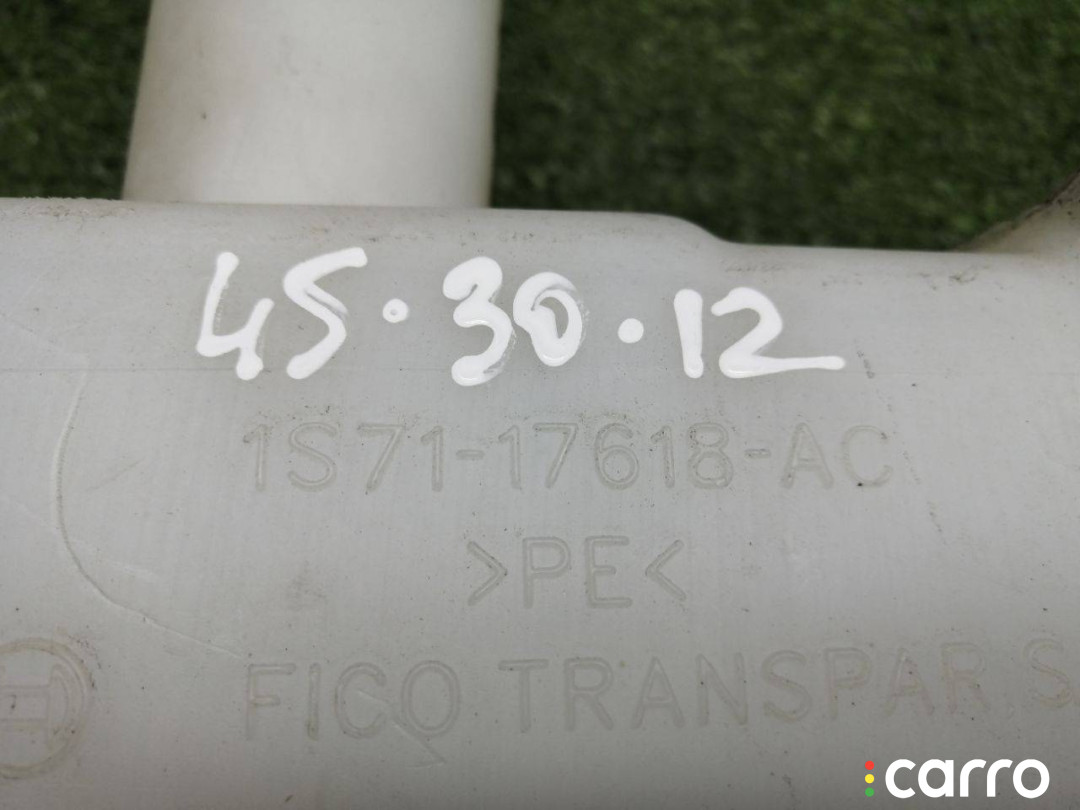 45.30.12
1S71-17618-AC
>PE<
FICO TRANSPAR S.
carro